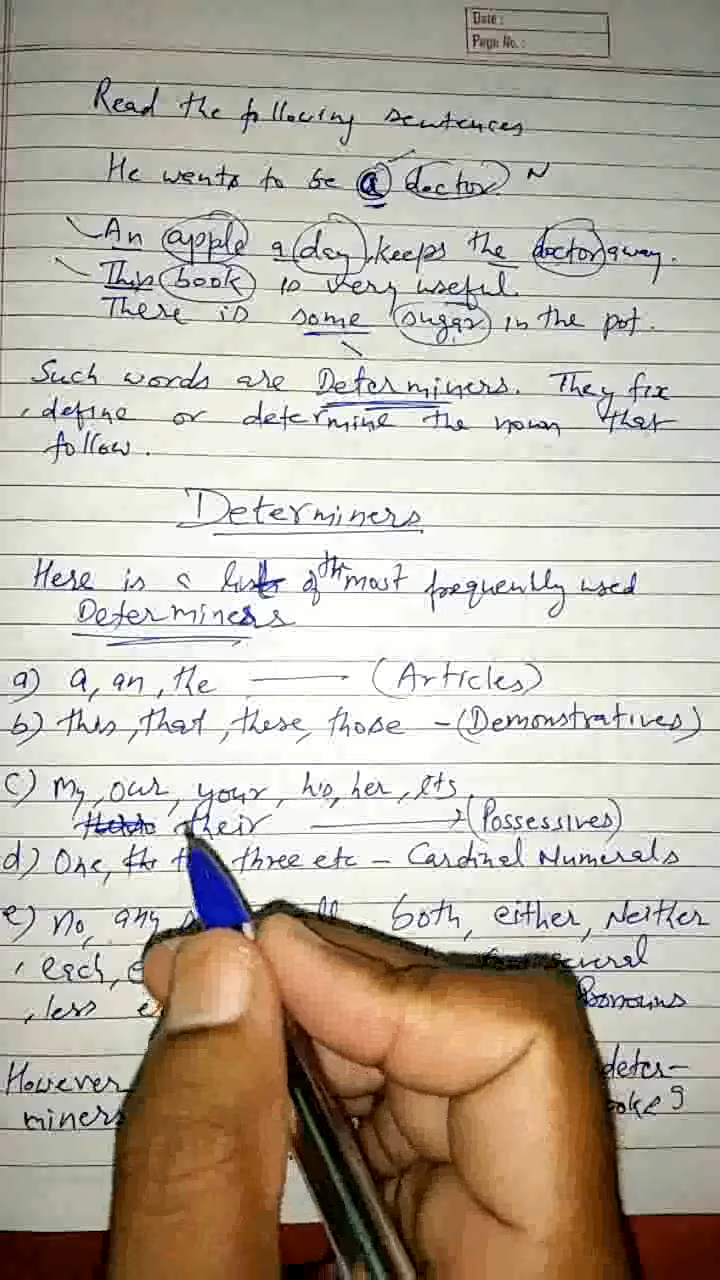 Date :
Page No. :
Read the following sentences
He wants to be a doctor. N
An apple a day, keeps the doctor away.
This book is very useful.
There is some sugar in the pot.
Such words are Determiners. They fix
, define or determine the noun that
follow.
Determiners
Here is a list of the most frequently used
Determiners
a) a, an, the (Articles)
b) this, that, these, those - (Demonstratives)
c) My, our, your, his, her, its
their (Possessives)
d) One, three etc - Cardinal Numerals
e) no, any both, either, Neither
, each, several
, less
However deter-
miners